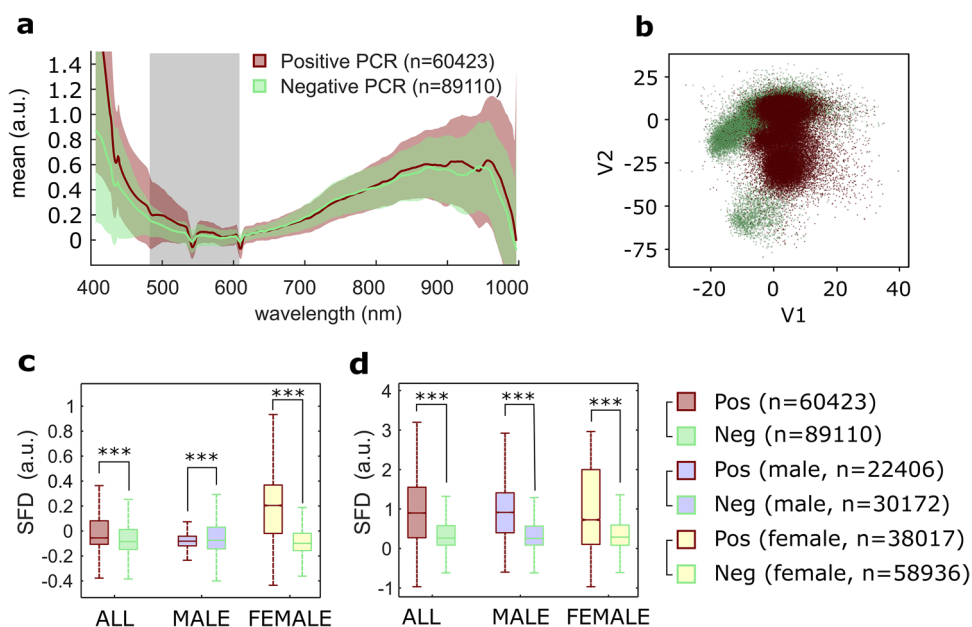 a
mean (a.u.)
1.4
1.2
1.0
0.8
0.6
0.4
0.2
0
Positive PCR (n=60423)
Negative PCR (n=89110)
400 500 600 700 800 900 1000
wavelength (nm)
b
V2
25
0
-25
-50
-75
-20 0 20 40
V1
c
SFD (a.u.)
1
0.8
0.6
0.4
0.2
0
-0.2
-0.4
*** *** ***
ALL MALE FEMALE
d
SFD (a.u.)
4
3
2
1
0
-1
*** *** ***
ALL MALE FEMALE
Pos (n=60423)
Neg (n=89110)
Pos (male, n=22406)
Neg (male, n=30172)
Pos (female, n=38017)
Neg (female, n=58936)